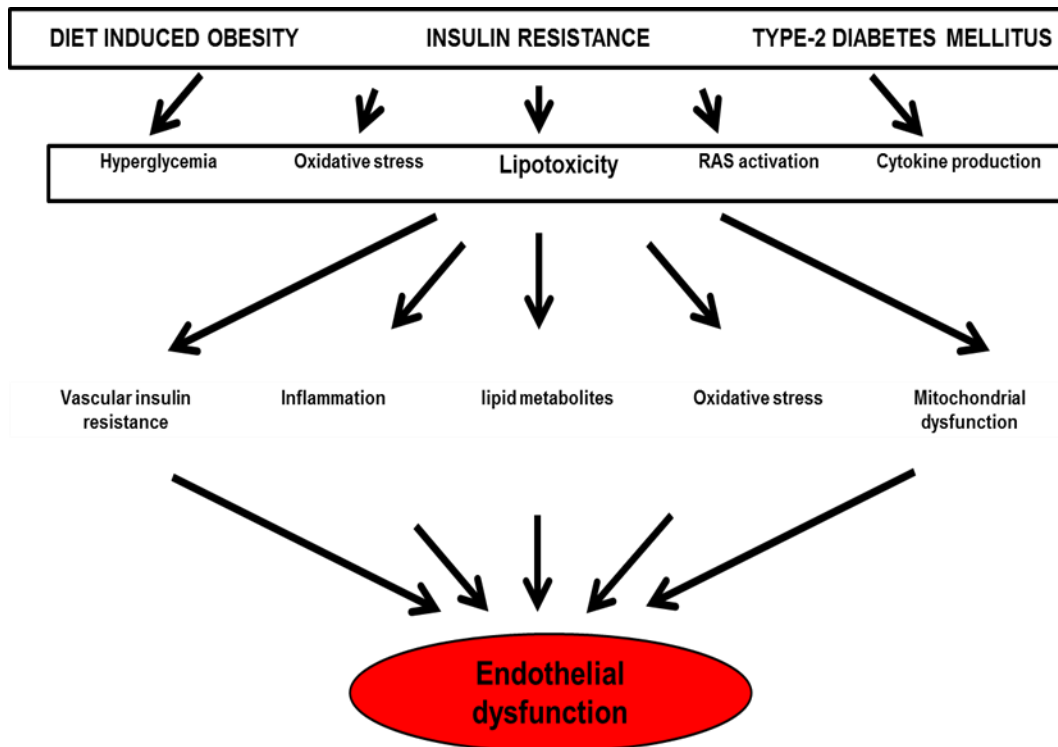 DIET INDUCED OBESITY INSULIN RESISTANCE TYPE-2 DIABETES MELLITUS
Hyperglycemia Oxidative stress Lipotoxicity RAS activation Cytokine production
Vascular insulin Inflammation lipid metabolites Oxidative stress Mitochondrial
resistance dysfunction
Endothelial
dysfunction